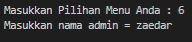 Masukkan Pilihan Menu Anda : 6
Masukkan nama admin = zaedar